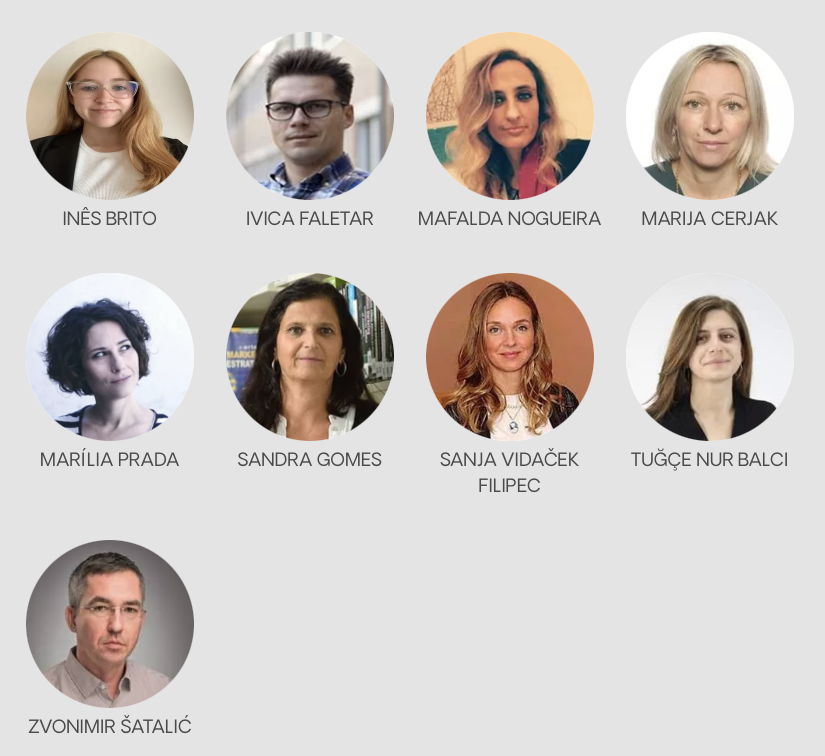 INÊS BRITO
IVICA FALETAR
MAFALDA NOGUEIRA
MARIJA CERJAK
MARÍLIA PRADA
SANDRA GOMES
SANJA VIDAČEK
FILIPEC
TUĞÇE NUR BALCI
ZVONIMIR ŠATALIĆ